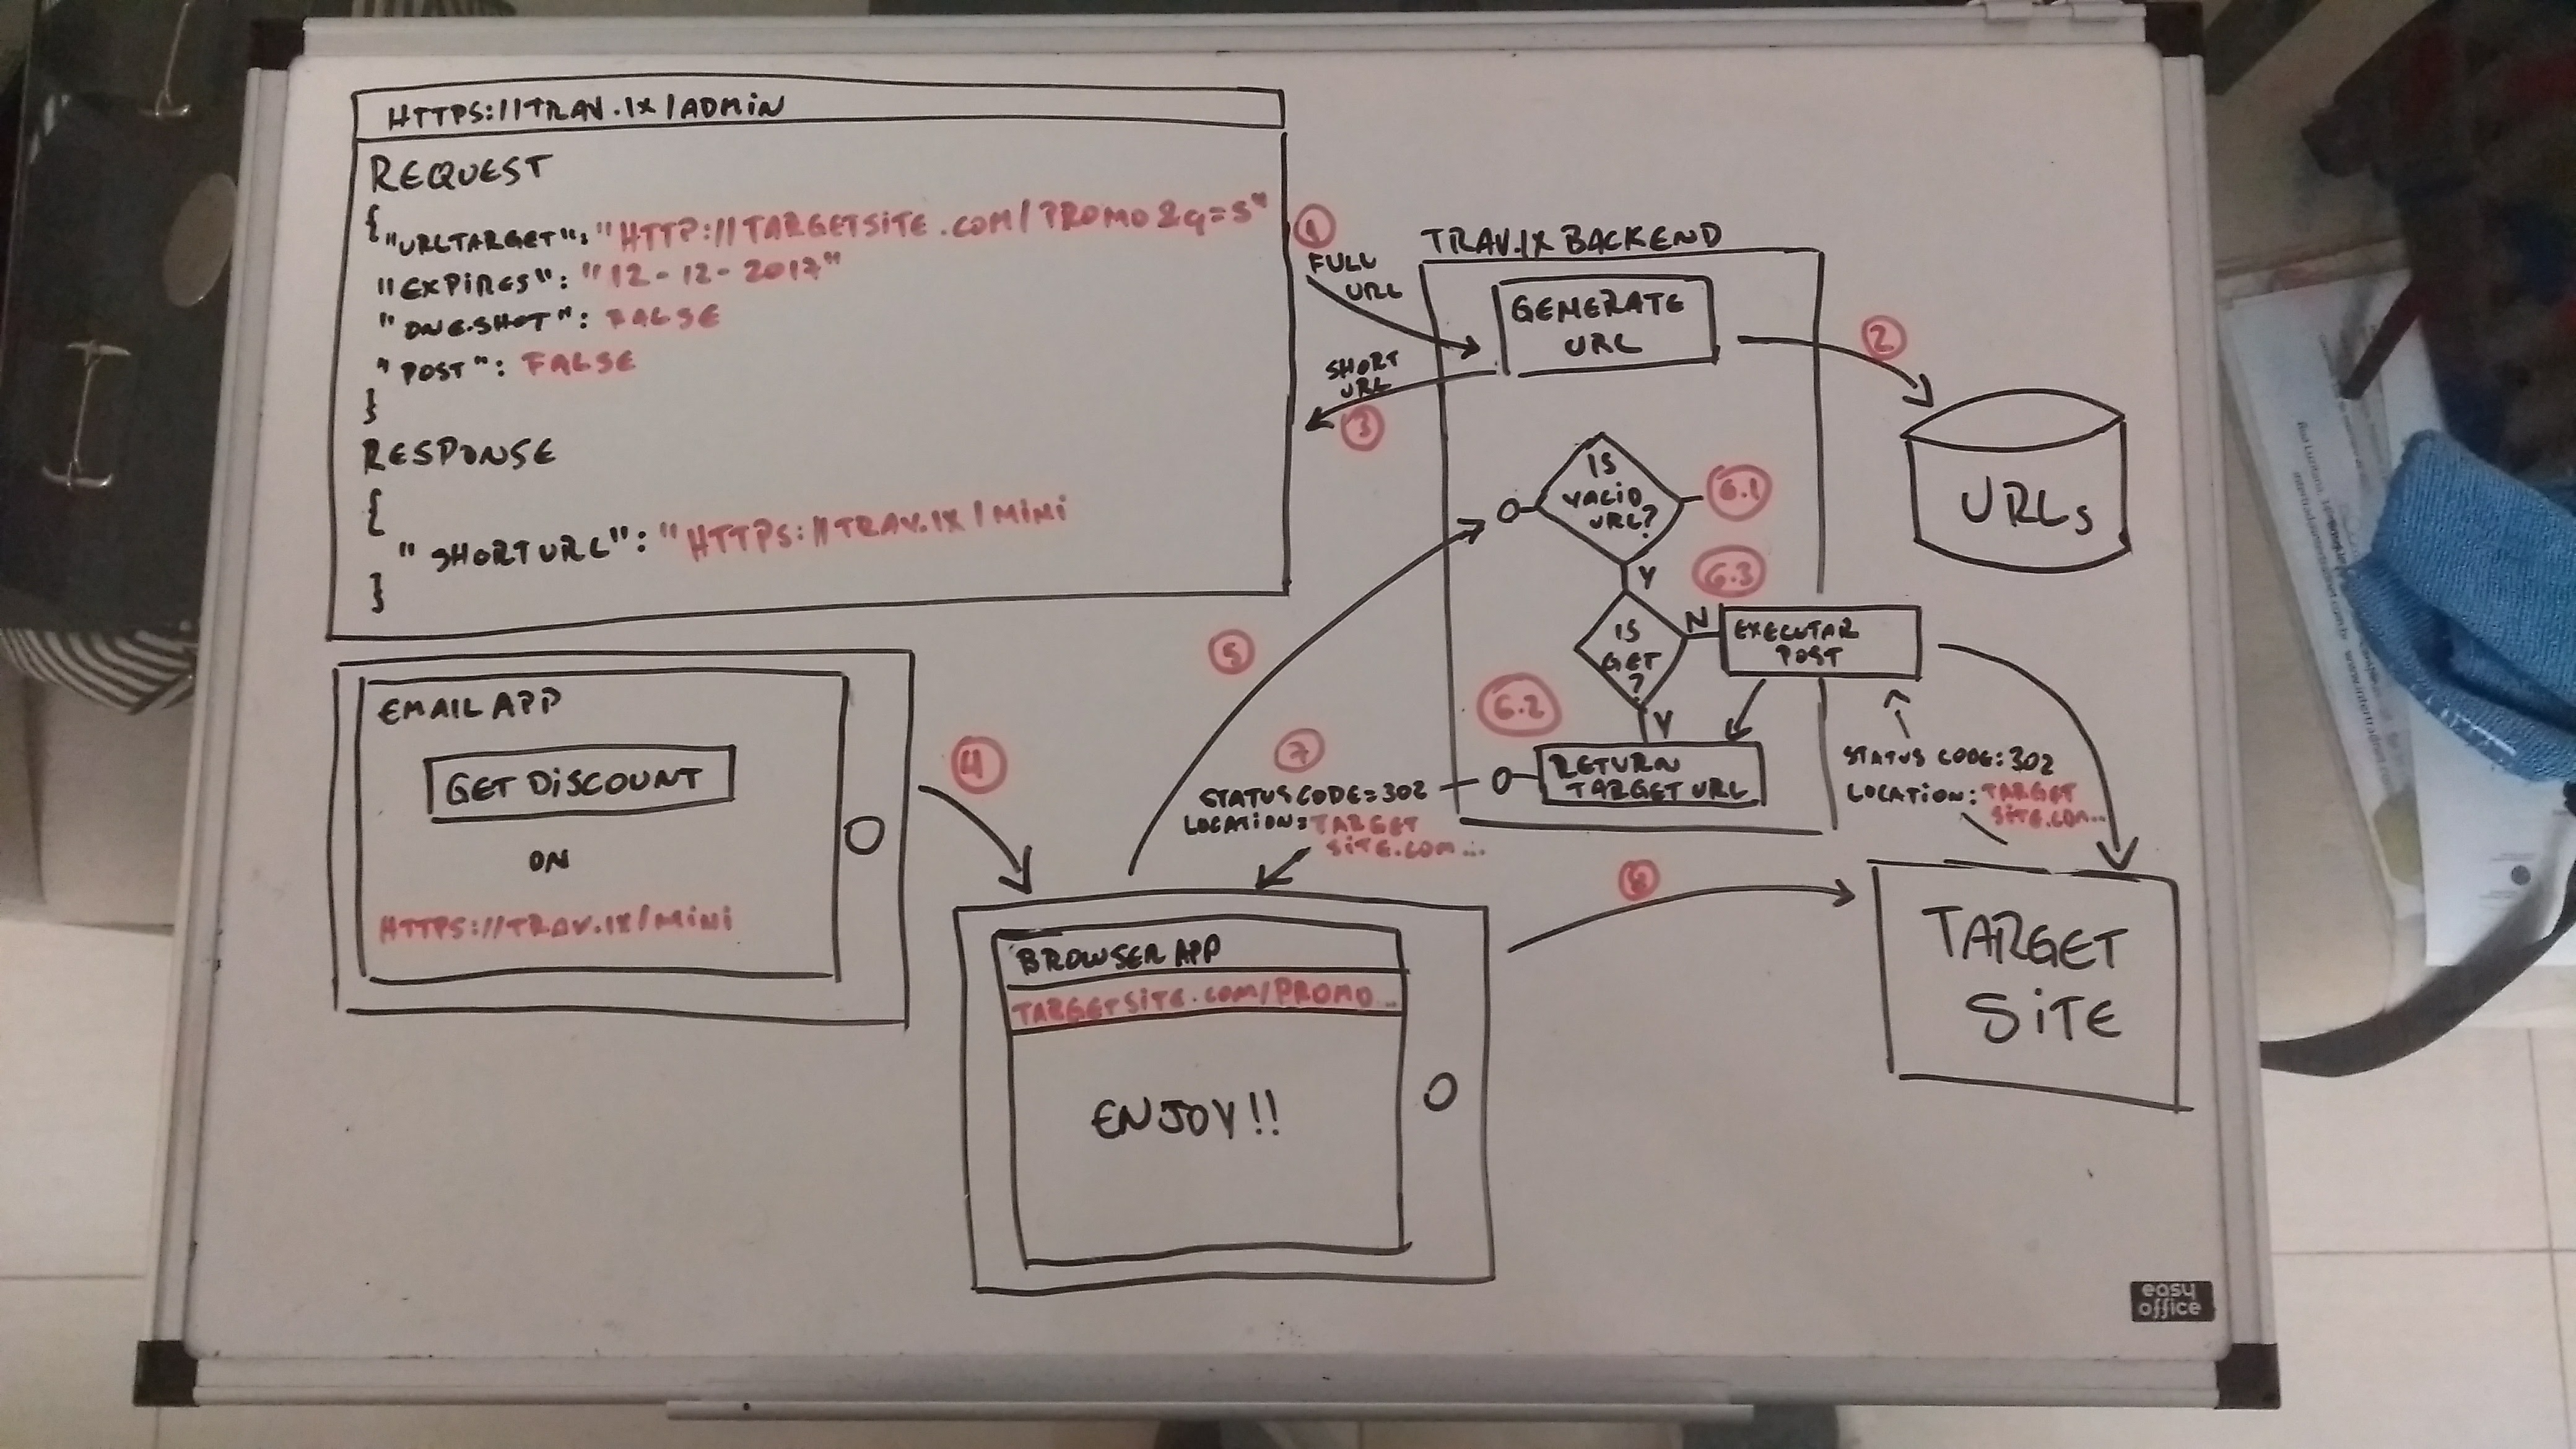 HTTPS://TRAV.IX/ADMIN
REQUEST
{
"URLTARGET": "HTTP://TARGETSITE.COM/PROMO&q=S"
"EXPIRES": "12-12-2017"
"ONE.SHOT": FALSE
"POST": FALSE
}
RESPONSE
{
"SHORTURL": "HTTPS://TRAV.IX/MINI
}
1
FULL
URL
SHORT
URL
3
TRAV.IX BACKEND
GENERATE
URL
2
URLs
IS
VALID
URL?
6.1
Y
6.3
IS
GET
?
N
EXECUTAR
POST
Y
6.2
RETURN
TARGET URL
STATUS CODE: 302
LOCATION: TARGET
SITE.COM...
5
7
STATUS CODE=302
LOCATION: TARGET
SITE.COM...
EMAIL APP
GET DISCOUNT
ON
HTTPS://TRAV.IX/MINI
4
BROWSER APP
TARGETSITE.COM/PROMO...
ENJOY!!
8
TARGET
SITE
easy
office